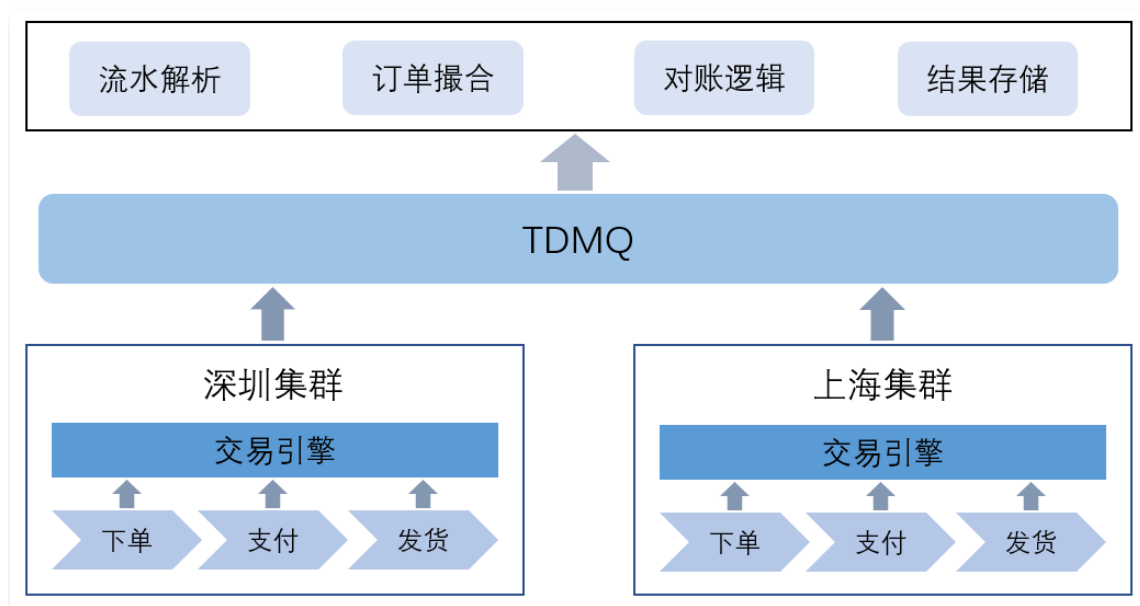 流水解析
订单撮合
对账逻辑
结果存储
TDMQ
深圳集群
交易引擎
下单
支付
发货
上海集群
交易引擎
下单
支付
发货